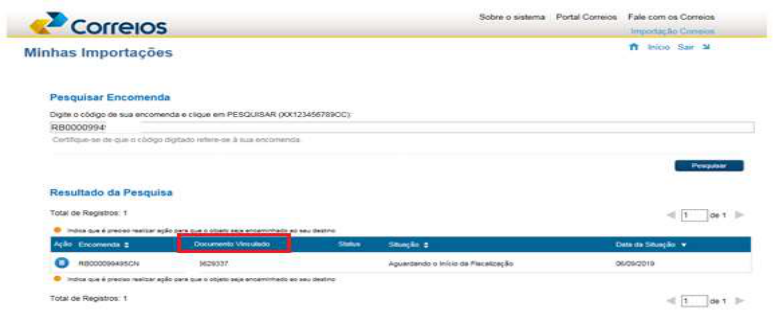 Correios
Sobre o sistema Portal Correios Fale com os Correios
Importação Correios
Minhas Importações
Início Sair
Pesquisar Encomenda
Digite o código de sua encomenda e clique em PESQUISAR (XX123456789CC):
RB00009949
Certifique-se de que o código digitado refere-se à sua encomenda
Pesquisar
Resultado da Pesquisa
Total de Registros: 1
1 de 1
Indica que é preciso realizar ação para que o objeto seja encaminhado ao seu destino
Ação Encomenda Documento Vinculado Status Situação Data da Situação
RB000099495CN 3629337 Aguardando o Início da Fiscalização 06/09/2019
Indica que é preciso realizar ação para que o objeto seja encaminhado ao seu destino
Total de Registros: 1
1 de 1